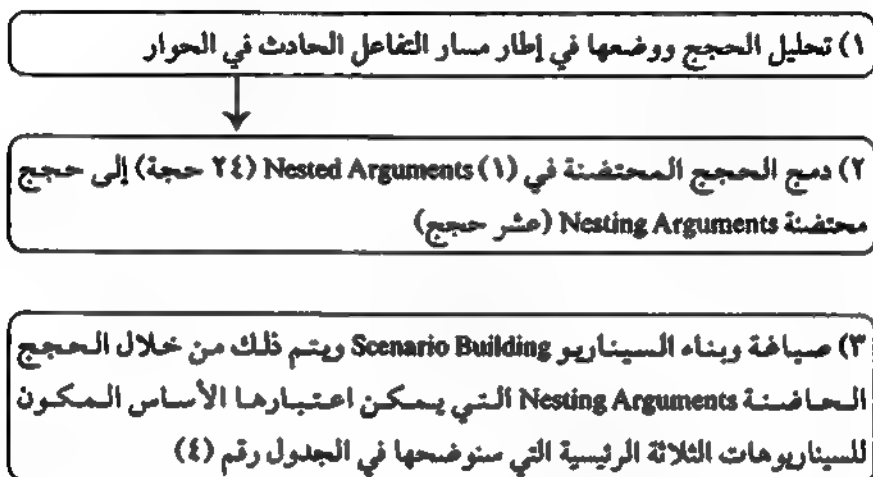 ١) تحليل الحجج ووضعها في إطار مسار التفاعل الحادث في الحوار
٢) دمج الحجج المحتضنة في (١) Nested Arguments (٢٤ حجة) إلى حجج
محتضنة Nesting Arguments (عشر حجج)
٣) صياغة وبناء السيناريو Scenario Building ويتم ذلك من خلال الحجج
الحاضنة Nesting Arguments التي يمكن اعتبارها الأساس المكون
للسيناريوهات الثلاثة الرئيسية التي سنوضحها في الجدول رقم (٤)